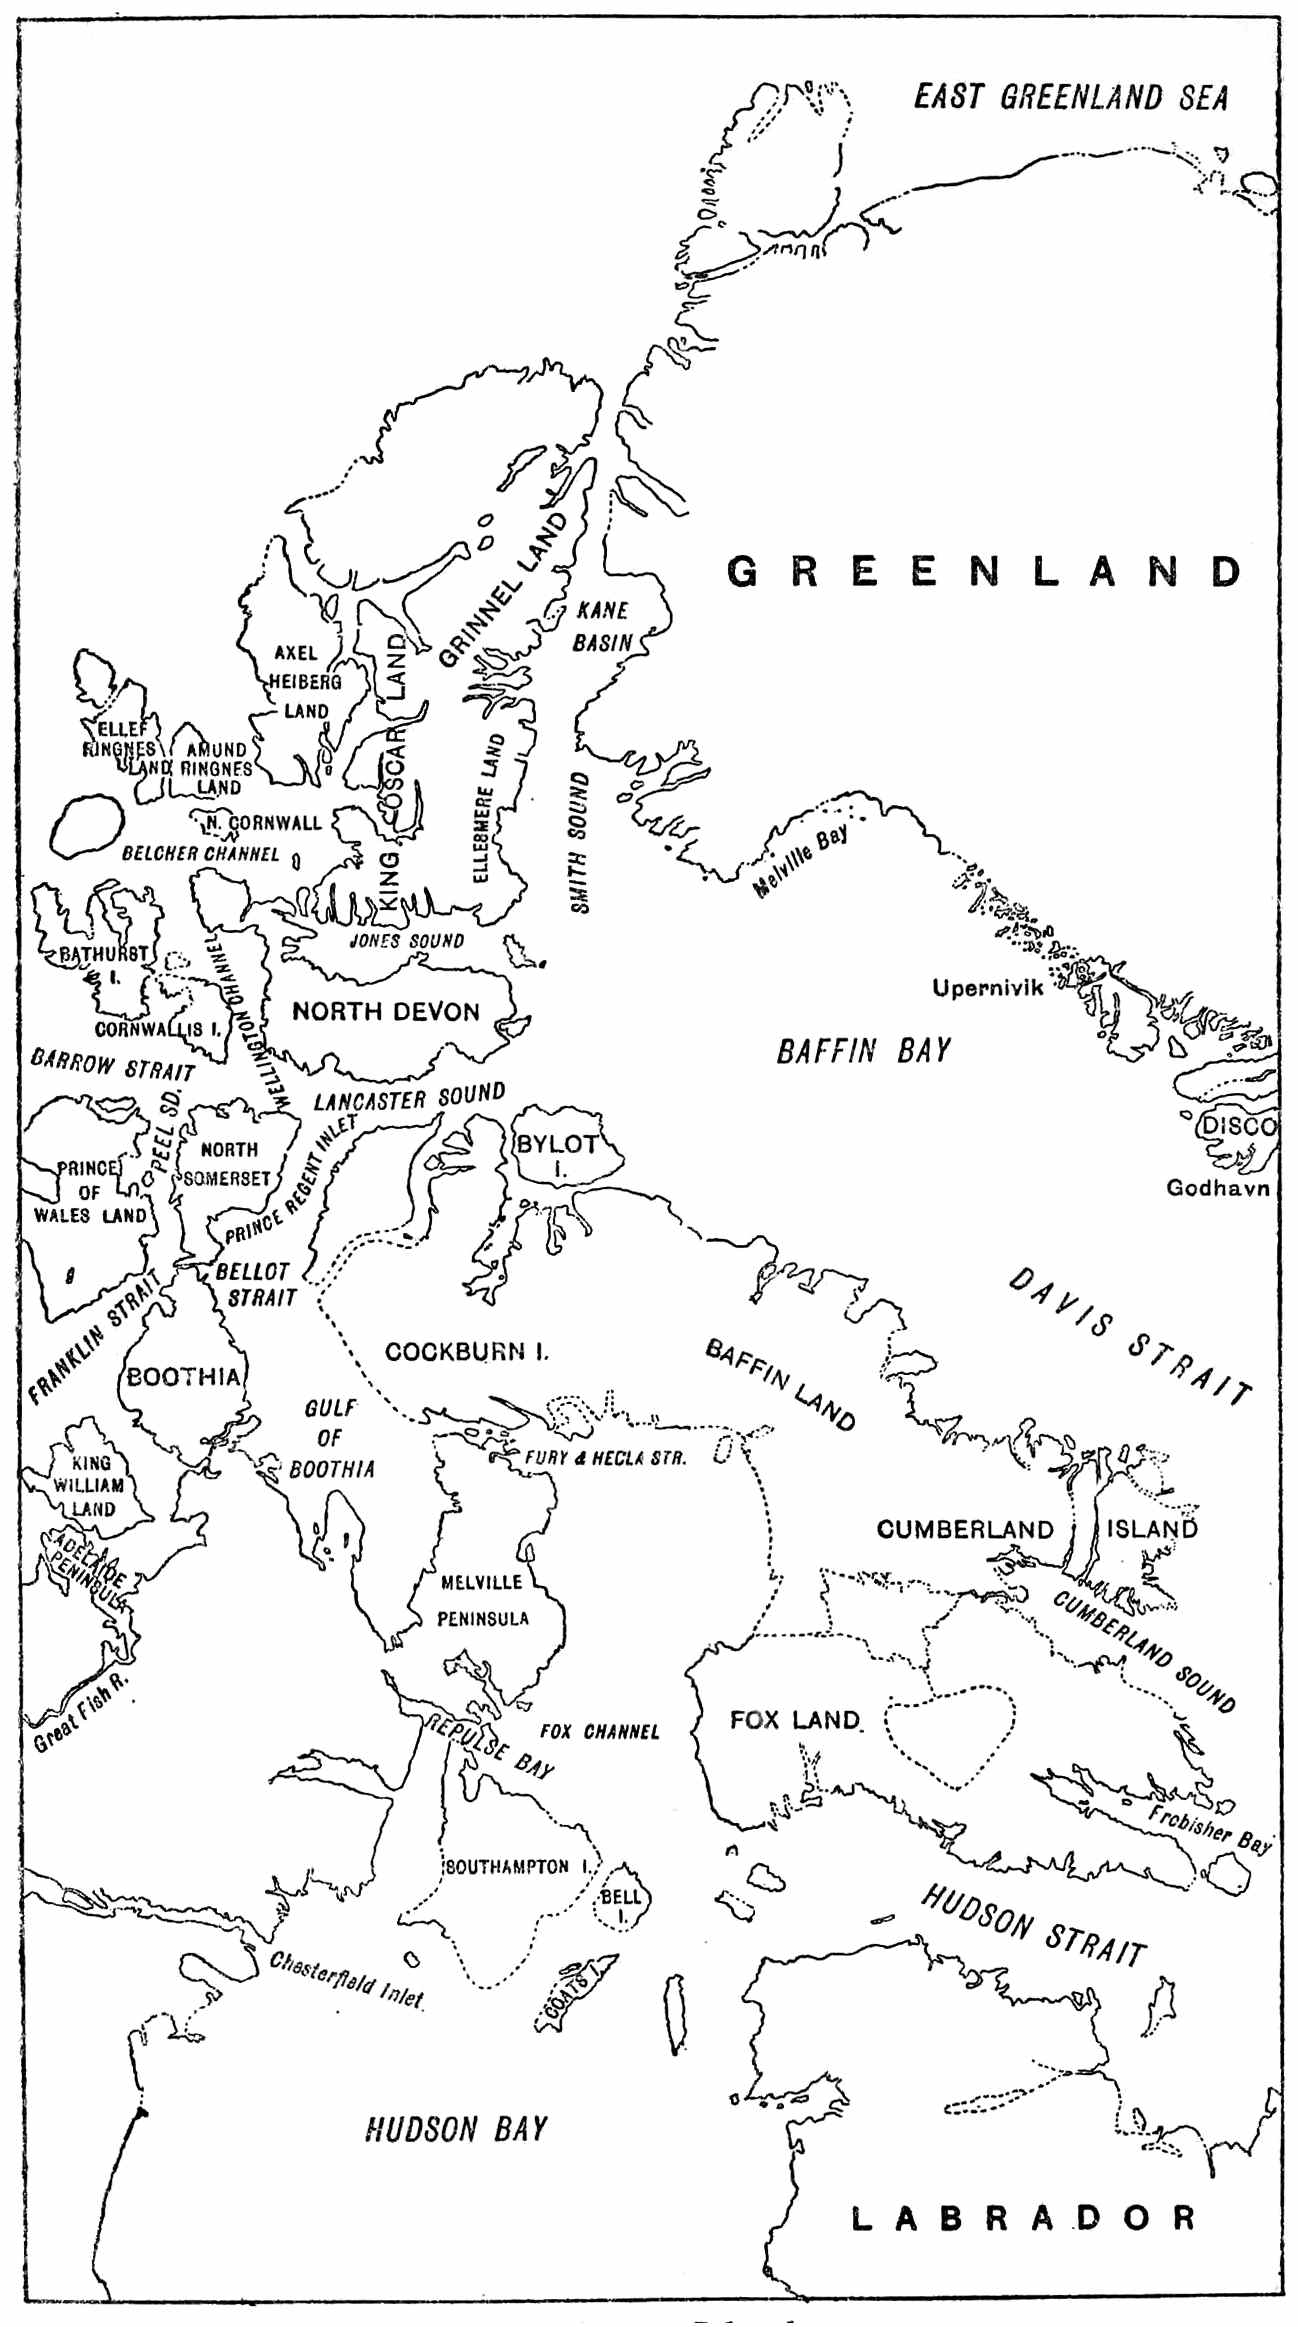 EAST GREENLAND SEA
GREENLAND
KANE
BASIN
GRINNEL LAND
AXEL
HEIBERG
LAND
KING OSCAR LAND
ELLEF
RINGNES
LAND
AMUND
RINGNES
LAND
ELLESMERE LAND
SMITH SOUND
N. CORNWALL
BELCHER CHANNEL
Melville Bay
JONES SOUND
BATHURST
I.
WELLINGTON CHANNEL
NORTH DEVON
Upernivik
CORNWALLIS I.
BARROW STRAIT
BAFFIN BAY
LANCASTER SOUND
PEEL SD.
PRINCE REGENT INLET
NORTH
SOMERSET
BYLOT
I.
DISCO
Godhavn
PRINCE
OF
WALES LAND
BELLOT
STRAIT
FRANKLIN STRAIT
DAVIS STRAIT
BOOTHIA
COCKBURN I.
BAFFIN LAND
GULF
OF
BOOTHIA
FURY & HECLA STR.
KING
WILLIAM
LAND
CUMBERLAND ISLAND
ADELAIDE
PENINSULA
MELVILLE
PENINSULA
CUMBERLAND SOUND
Great Fish R.
REPULSE BAY
FOX CHANNEL
FOX LAND.
Frobisher Bay
SOUTHAMPTON I.
BELL
I.
HUDSON STRAIT
Chesterfield Inlet.
COATS I.
HUDSON BAY
LABRADOR